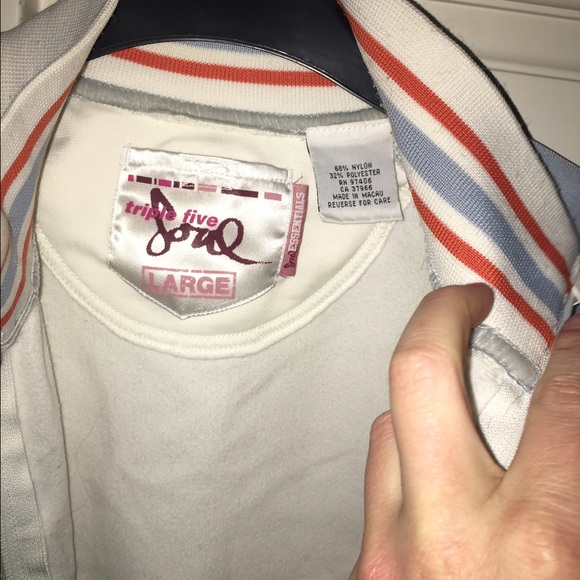 triple five
Soul
LARGE
Soul ESSENTIALS
68% NYLON
32% POLYESTER
RN 97406
CA 37966
MADE IN MACAU
REVERSE FOR CARE